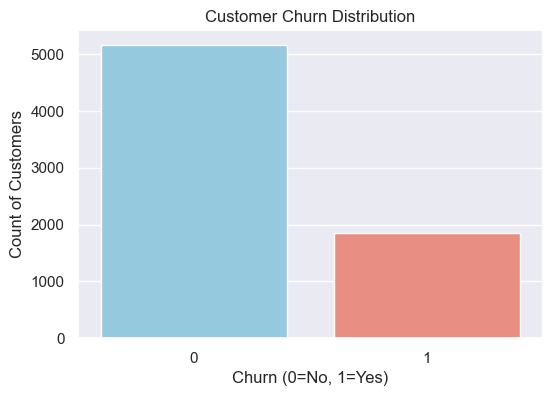 Customer Churn Distribution
Count of Customers
5000
4000
3000
2000
1000
0
0 1
Churn (0=No, 1=Yes)